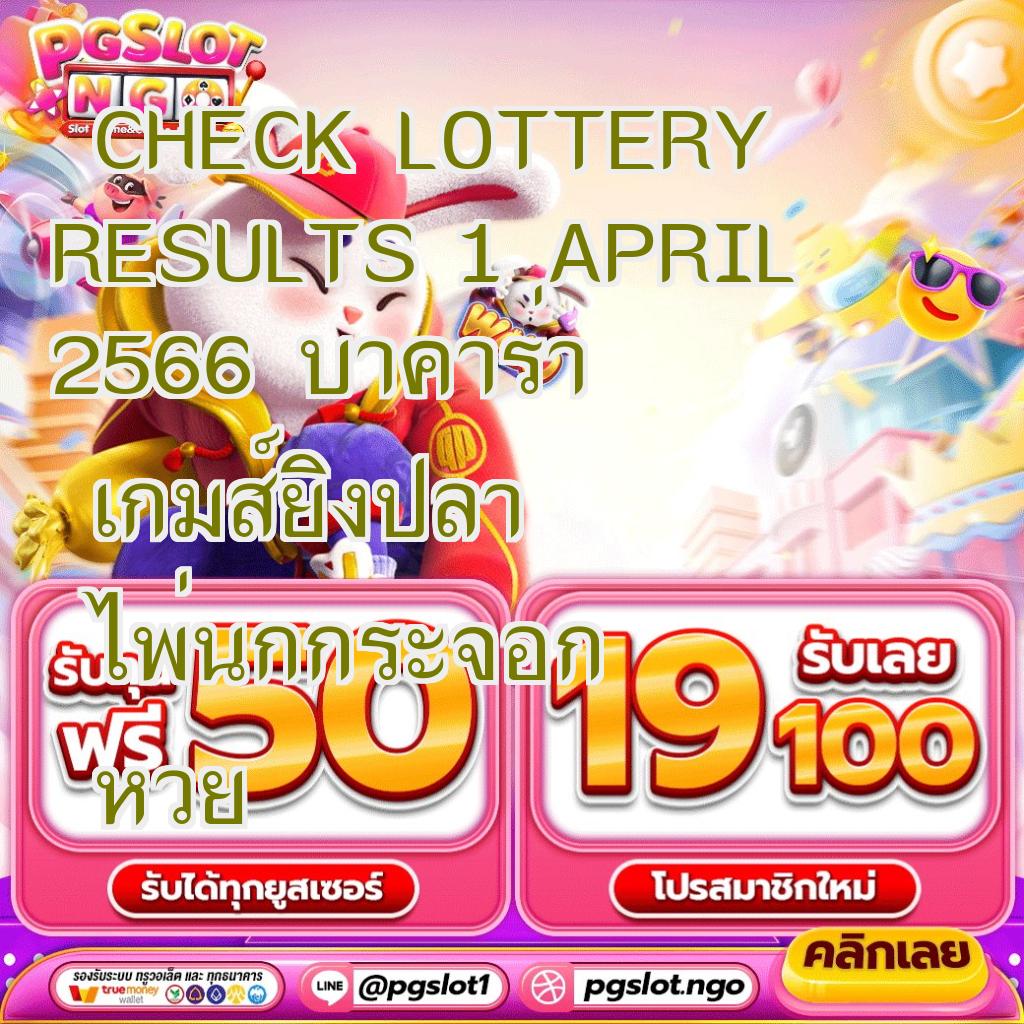 PGSLOT
NGO
CHECK LOTTERY
RESULTS 1 APRIL
2566 บาคาร่า
เกมส์ยิงปลา
ไพ่นกกระจอก
หวย
ฟรี 50
19 รับเลย
100
รับได้ทุกยูสเซอร์
โปรสมาชิกใหม่
คลิกเลย
รองรับระบบ ทรูวอเล็ต และ ทุกธนาคาร
truemoney
wallet
LINE @pgslot1
pgslot.ngo